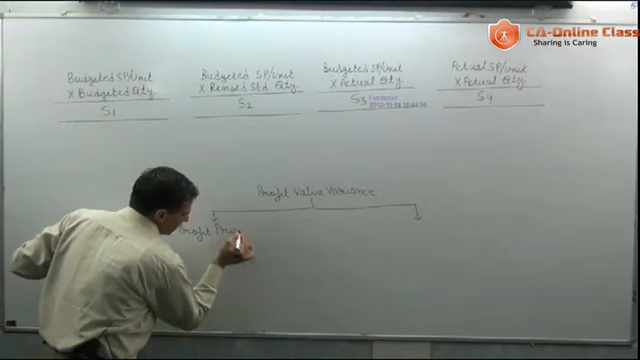 CA-Online Class
Sharing is Caring
Budgeted SP/unit
X Budgeted Qty.
S1
Budgeted SP/unit
X Revised Std Qty.
S2
Budgeted SP/unit
X Actual Qty.
S3
Actual SP/unit
X Actual Qty.
S4
Profit Value Variance
Profit Pric